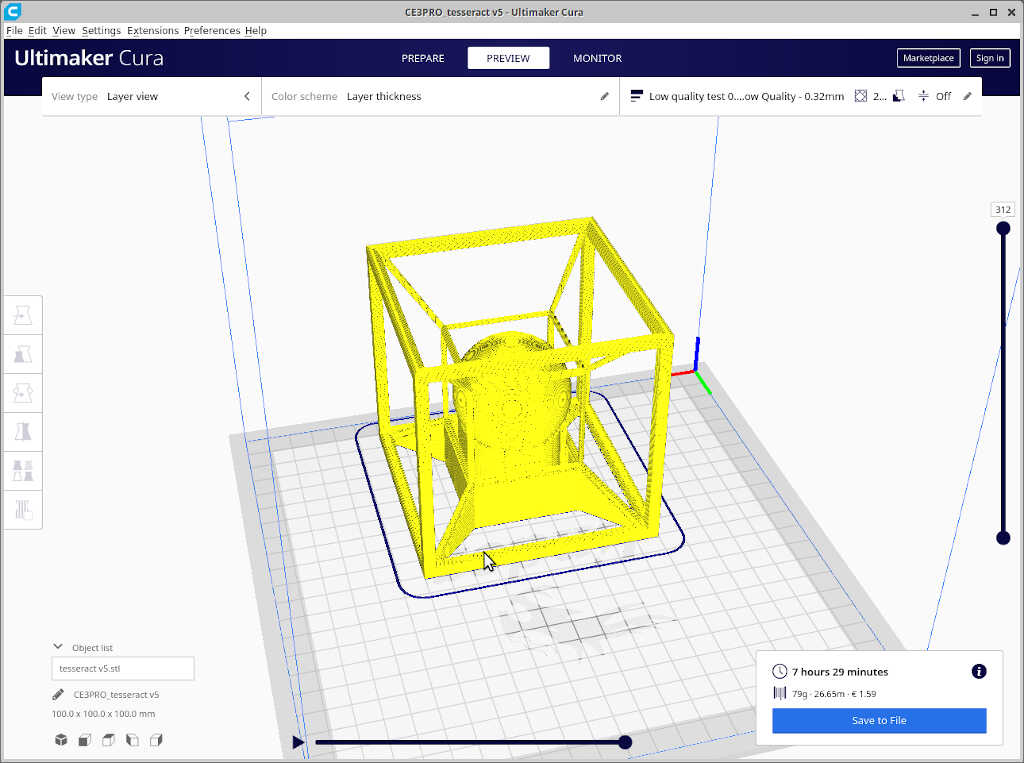 CE3PRO_tesseract v5 - Ultimaker Cura
File Edit View Settings Extensions Preferences Help
Ultimaker Cura PREPARE PREVIEW MONITOR Marketplace Sign in
View type Layer view Color scheme Layer thickness Low quality test 0....ow Quality - 0.32mm 2... Off
312
Object list
tesseract v5.stl
CE3PRO_tesseract v5
100.0 x 100.0 x 100.0 mm
7 hours 29 minutes
79g · 26.65m · € 1.59
Save to File